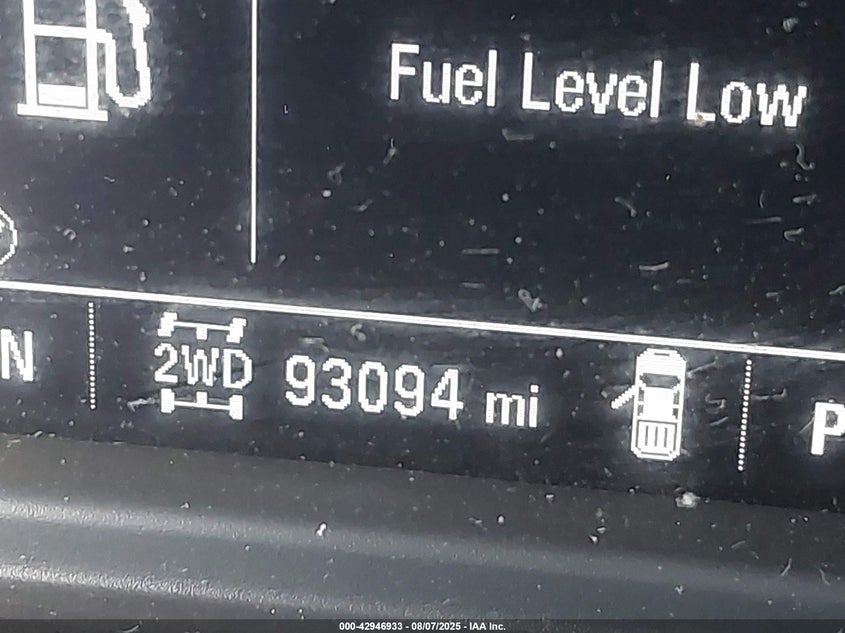 Fuel Level Low
N
2WD 93094 mi
P
000-42946933 - 08/07/2025 - IAA Inc.